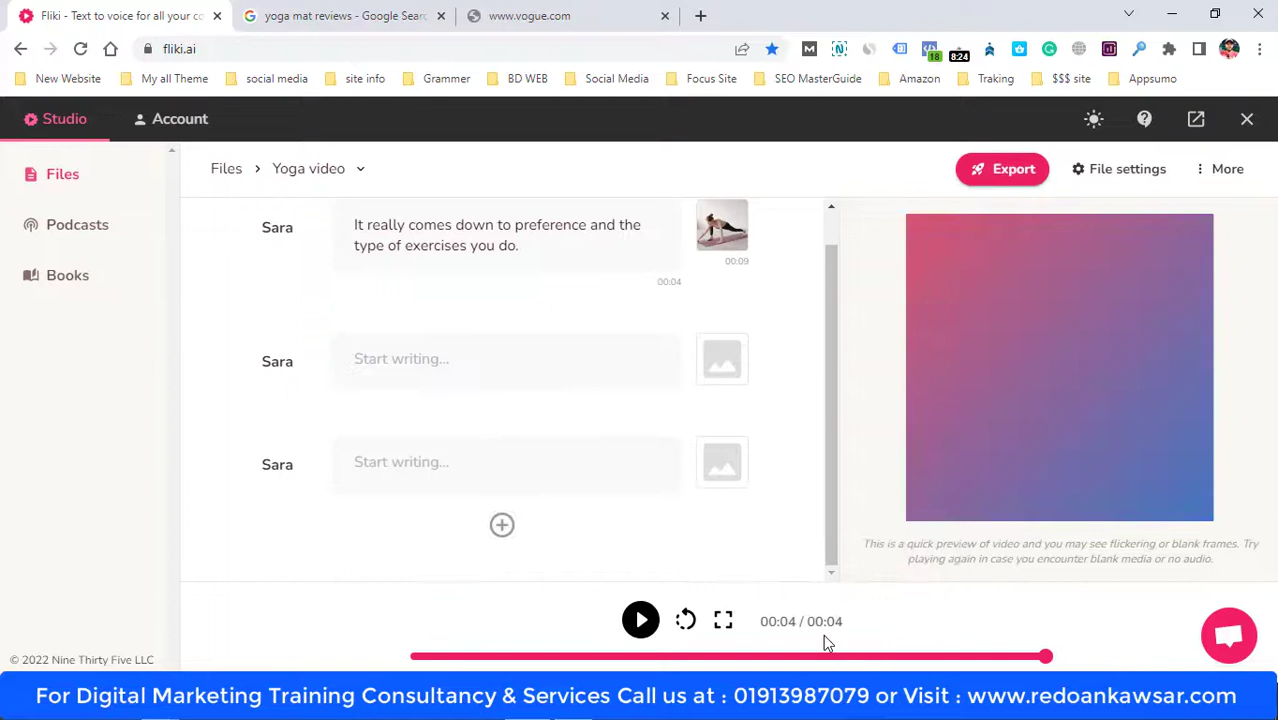 Fliki - Text to voice for all your co
yoga mat reviews - Google Searc
www.vogue.com
fliki.ai
18
8:24
New Website
My all Theme
social media
site info
Grammer
BD WEB
Social Media
Focus Site
SEO MasterGuide
Amazon
Traking
$$$ site
Appsumo
Studio
Account
Files
Podcasts
Books
Files > Yoga video
Export
File settings
More
Sara
It really comes down to preference and the
type of exercises you do.
00:09
00:04
Sara
Start writing...
Sara
Start writing...
This is a quick preview of video and you may see flickering or blank frames. Try
playing again in case you encounter blank media or no audio.
00:04 / 00:04
© 2022 Nine Thirty Five LLC
For Digital Marketing Training Consultancy & Services Call us at : 01913987079 or Visit : www.redoankawsar.com